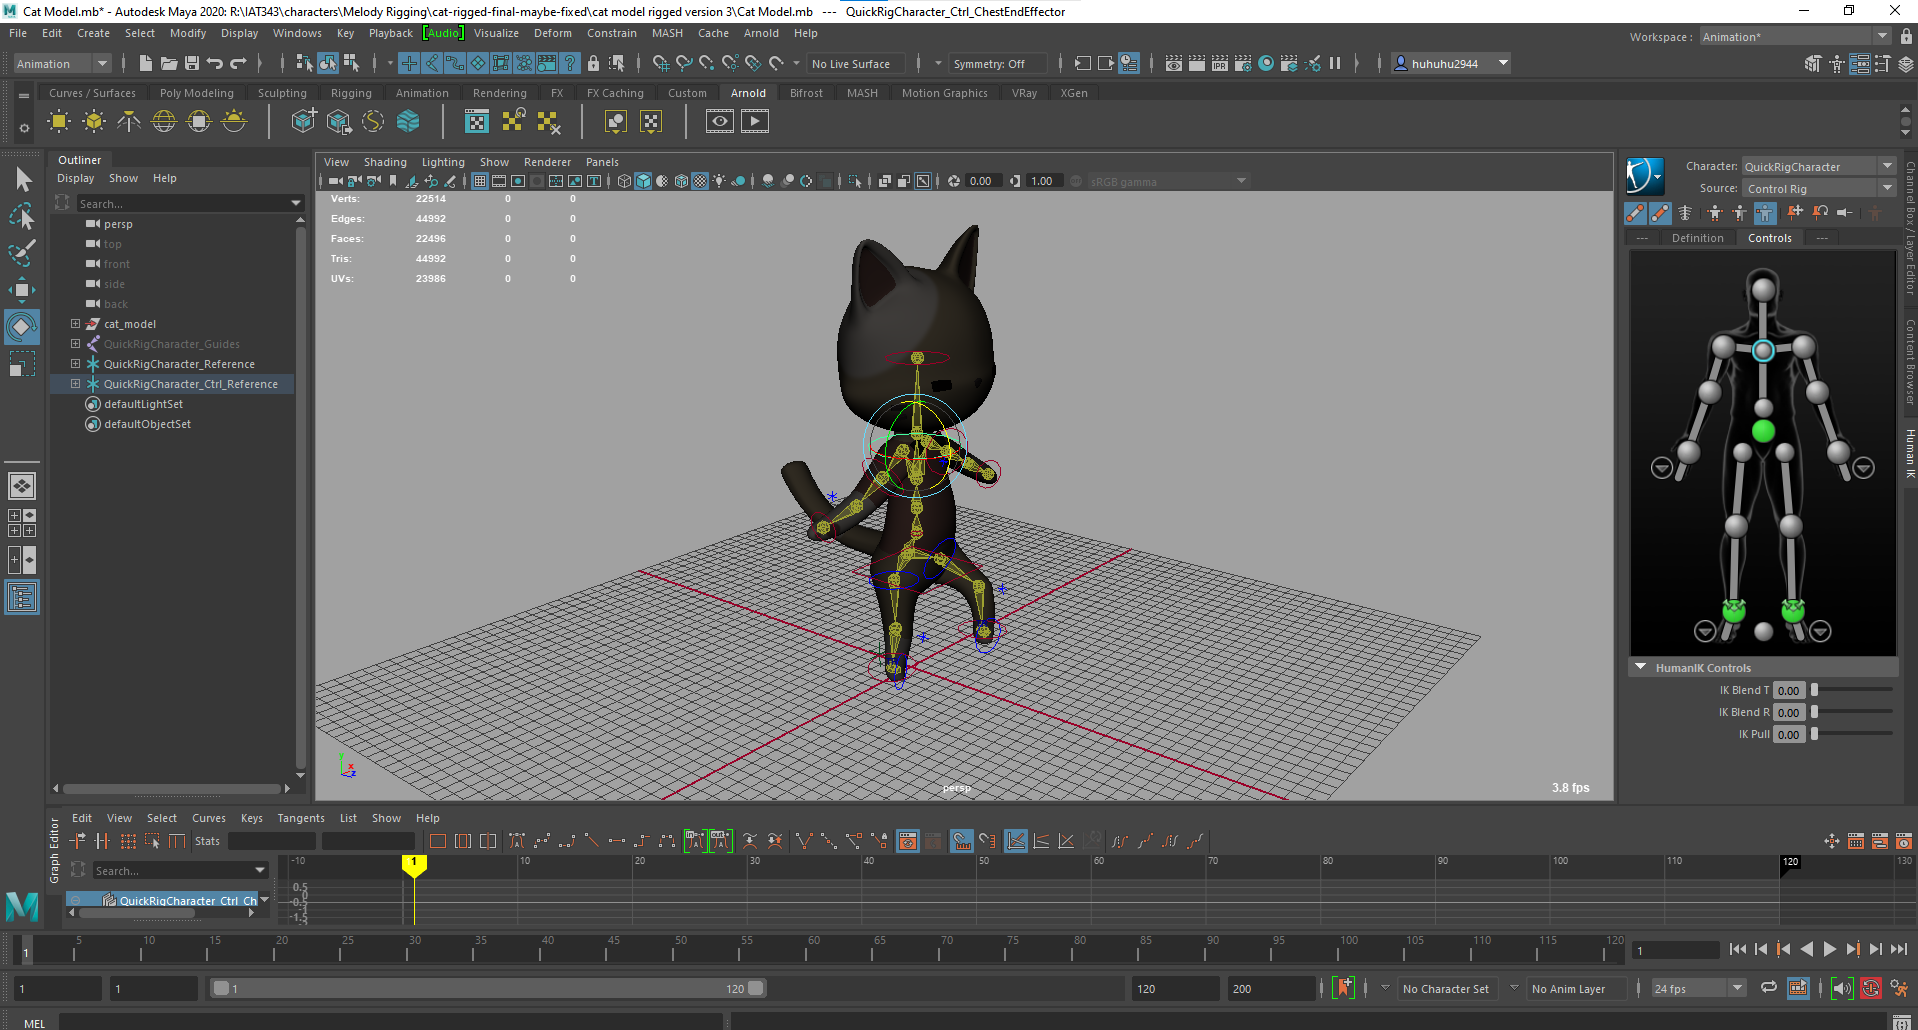 Cat Model.mb* - Autodesk Maya 2020: R:\IAT343\characters\Melody Rigging\cat-rigged-final-maybe-fixed\cat model rigged version 3\Cat Model.mb --- QuickRigCharacter_Ctrl_ChestEndEffector
File Edit Create Select Modify Display Windows Key Playback [Audio] Visualize Deform Constrain MASH Cache Arnold Help
Workspace : Animation*
Animation No Live Surface Symmetry: Off huhuhu2944
Curves / Surfaces Poly Modeling Sculpting Rigging Animation Rendering FX FX Caching Custom Arnold Bifrost MASH Motion Graphics VRay XGen
Outliner
Display Show Help
Search...
persp
top
front
side
back
cat_model
QuickRigCharacter_Guides
QuickRigCharacter_Reference
QuickRigCharacter_Ctrl_Reference
defaultLightSet
defaultObjectSet
View Shading Lighting Show Renderer Panels
0.00 1.00 sRGB gamma
Verts: 22514 0 0
Edges: 44992 0 0
Faces: 22496 0 0
Tris: 44992 0 0
UVs: 23986 0 0
persp
3.8 fps
Character: QuickRigCharacter
Source: Control Rig
--- Definition Controls ---
HumanIK Controls
IK Blend T 0.00
IK Blend R 0.00
IK Pull 0.00
Channel Box / Layer Editor
Content Browser
Human IK
Graph Editor
Edit View Select Curves Keys Tangents List Show Help
Stats
Search...
QuickRigCharacter_Ctrl_Ch
-10 1 10 20 30 40 50 60 70 80 90 100 110 120 130
0.5
-0.5
1 5 10 15 20 25 30 35 40 45 50 55 60 65 70 75 80 85 90 95 100 105 110 115 120 1
1 1 1 120 120 200 No Character Set No Anim Layer 24 fps
MEL